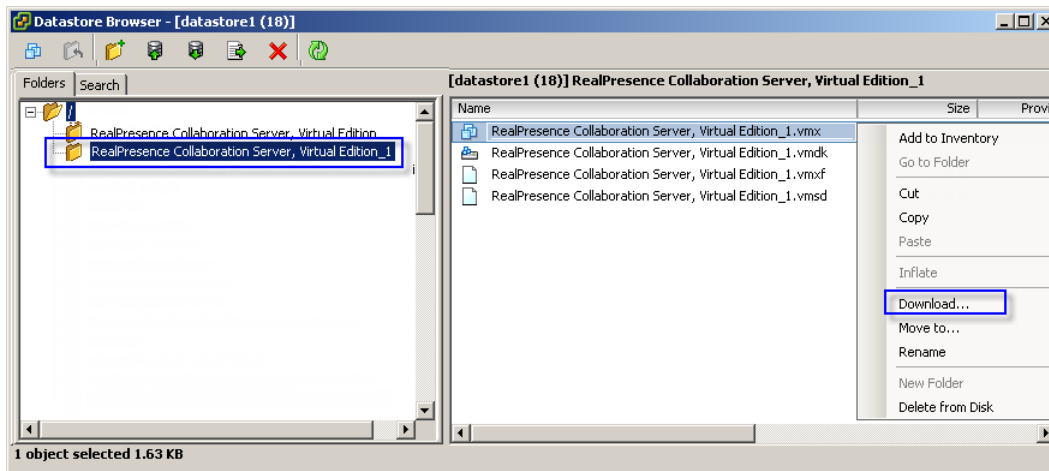 Datastore Browser - [datastore1 (18)]
Folders
Search
[datastore1 (18)] RealPresence Collaboration Server, Virtual Edition_1
/
RealPresence Collaboration Server, Virtual Edition
RealPresence Collaboration Server, Virtual Edition_1
Name
Size
Provi
RealPresence Collaboration Server, Virtual Edition_1.vmx
RealPresence Collaboration Server, Virtual Edition_1.vmdk
RealPresence Collaboration Server, Virtual Edition_1.vmxf
RealPresence Collaboration Server, Virtual Edition_1.vmsd
Add to Inventory
Go to Folder
Cut
Copy
Paste
Inflate
Download...
Move to...
Rename
New Folder
Delete from Disk
1 object selected 1.63 KB